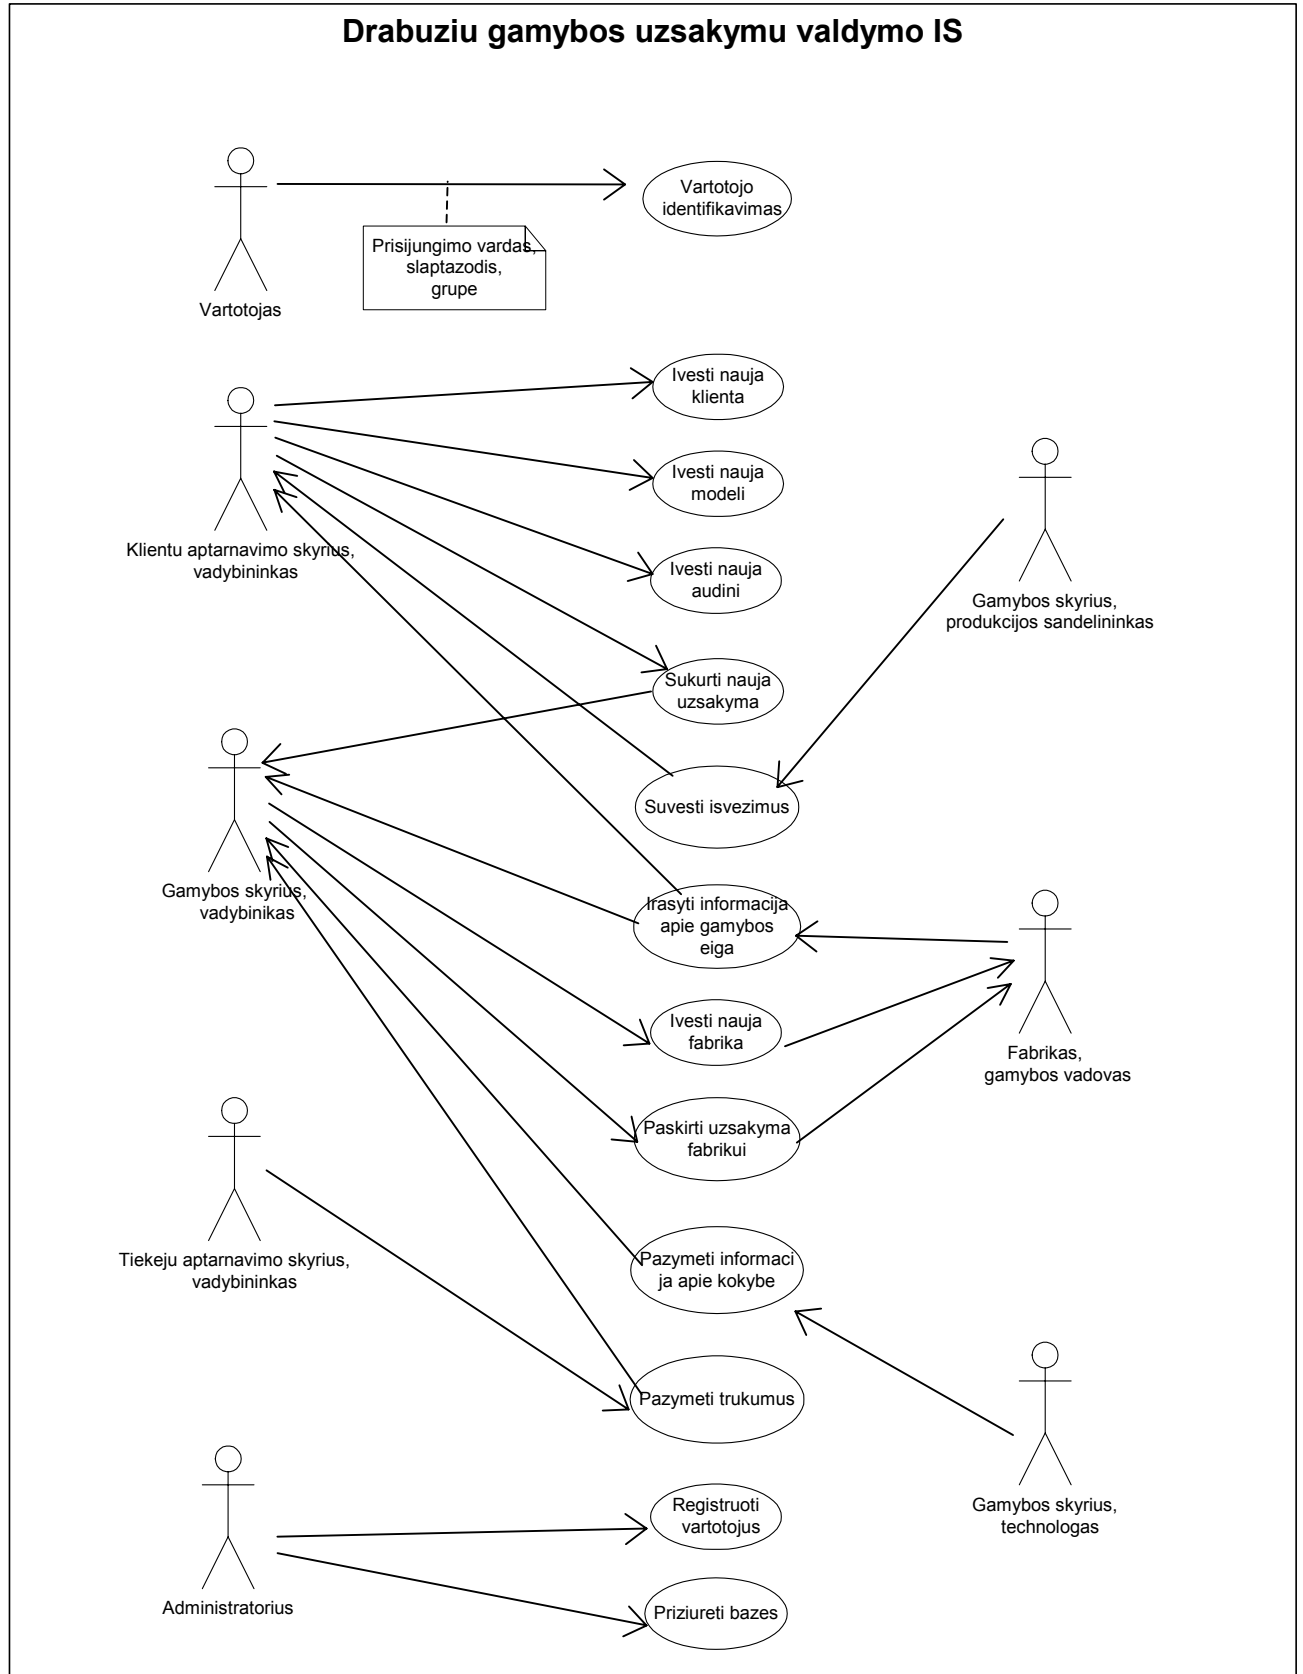 Drabuziu gamybos uzsakymu valdymo IS
Vartotojo
identifikavimas
Prisijungimo vardas,
slaptazodis,
grupe
Vartotojas
Ivesti nauja
klienta
Ivesti nauja
modeli
Klientu aptarnavimo skyrius,
vadybininkas
Ivesti nauja
audini
Gamybos skyrius,
produkcijos sandelininkas
Sukurti nauja
uzsakyma
Suvesti isvezimus
Gamybos skyrius,
vadybinikas
Irasyti informacija
apie gamybos
eiga
Ivesti nauja
fabrika
Fabrikas,
gamybos vadovas
Paskirti uzsakyma
fabrikui
Tiekeju aptarnavimo skyrius,
vadybininkas
Pazymeti informaci
ja apie kokybe
Pazymeti trukumus
Registruoti
vartotojus
Gamybos skyrius,
technologas
Administratorius
Priziureti bazes